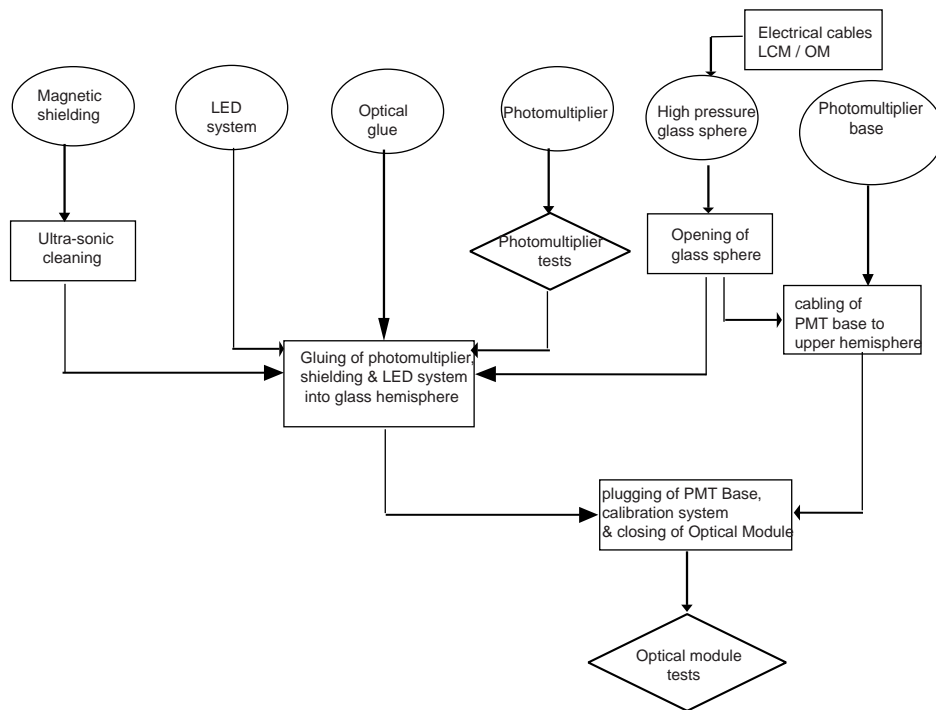 Electrical cables
LCM / OM
Magnetic
shielding
LED
system
Optical
glue
Photomultiplier
High pressure
glass sphere
Photomultiplier
base
Ultra-sonic
cleaning
Photomultiplier
tests
Opening of
glass sphere
cabling of
PMT base to
upper hemisphere
Gluing of photomultiplier,
shielding & LED system
into glass hemisphere
plugging of PMT Base,
calibration system
& closing of Optical Module
Optical module
tests